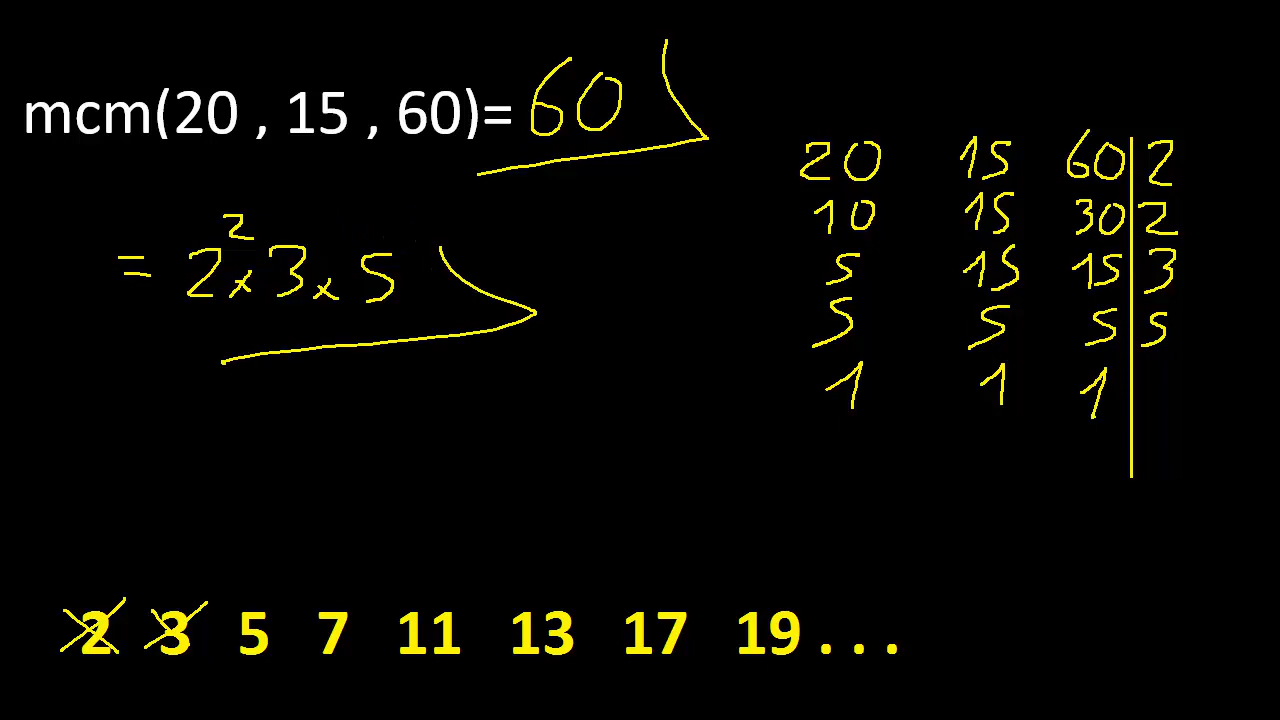 mcm(20 , 15 , 60)= 60
= 2² x 3 x 5
20 15 60 | 2
10 15 30 | 2
5 15 15 | 3
5 5 5 | 5
1 1 1 |
2 3 5 7 11 13 17 19 . . .